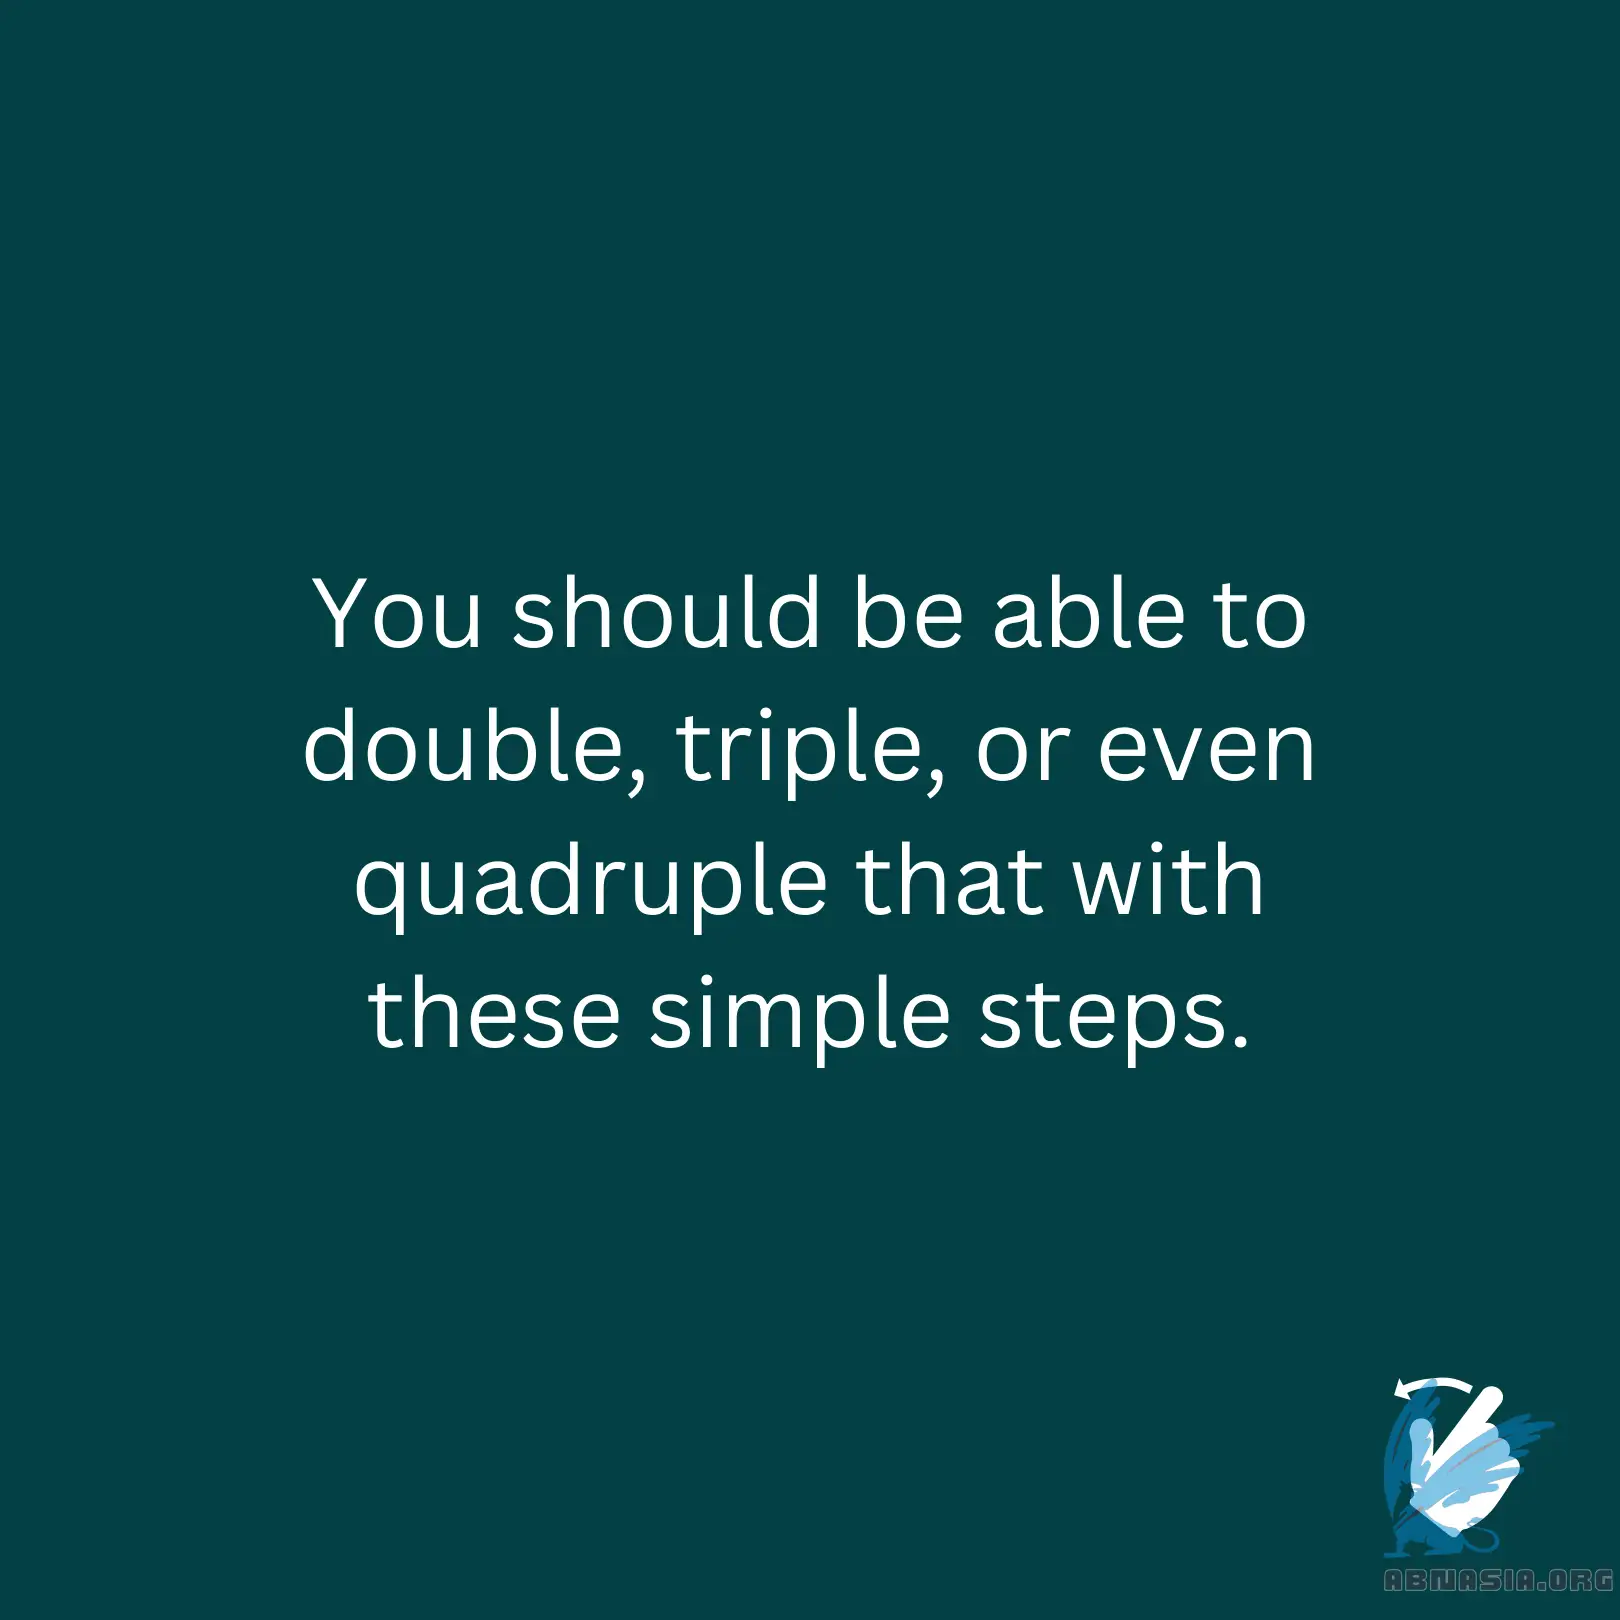 You should be able to
double, triple, or even
quadruple that with
these simple steps.
ABNASIA.ORG